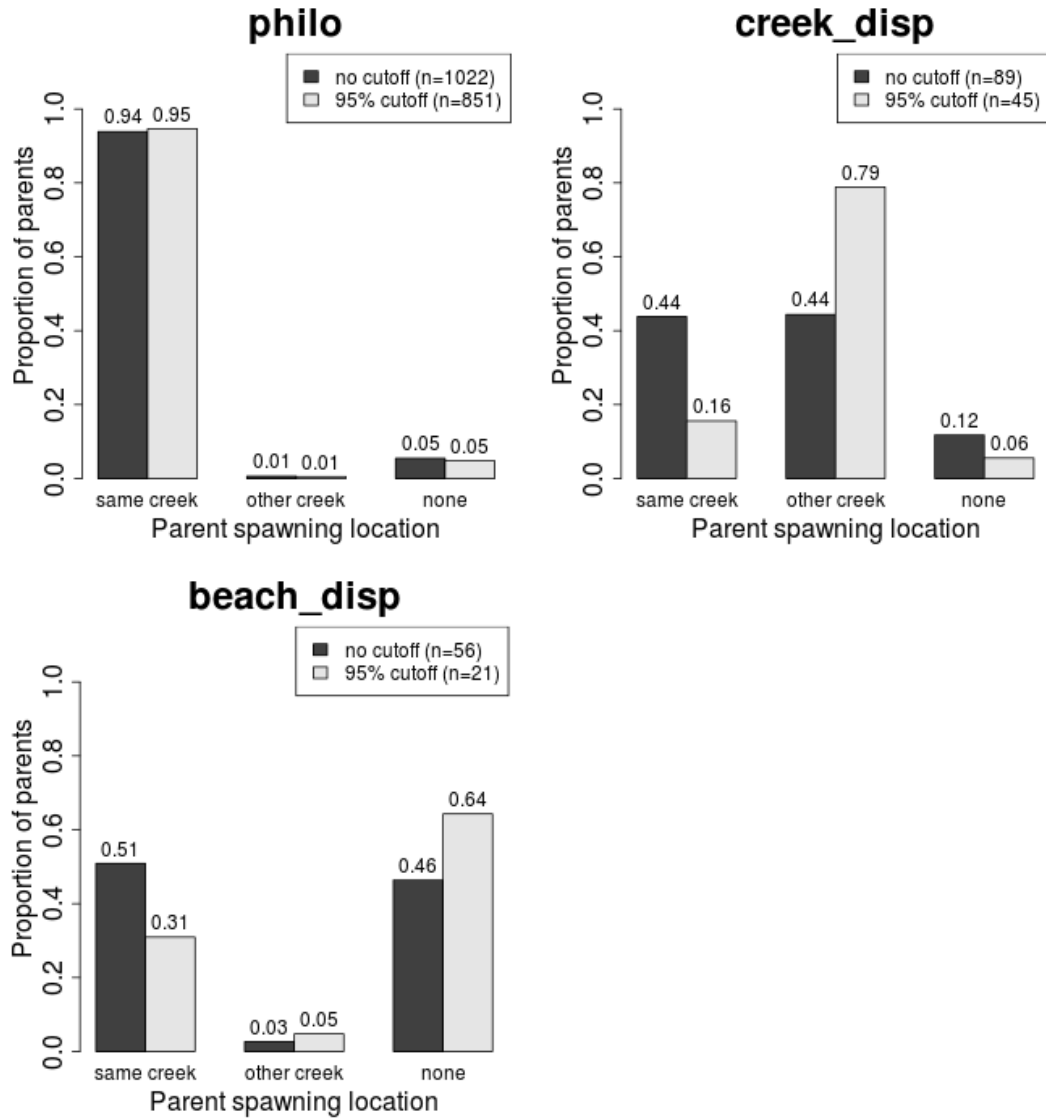 philo
no cutoff (n=1022)
95% cutoff (n=851)
Proportion of parents
0.0 0.2 0.4 0.6 0.8 1.0
0.94 0.95
0.01 0.01
0.05 0.05
same creek other creek none
Parent spawning location
creek_disp
no cutoff (n=89)
95% cutoff (n=45)
Proportion of parents
0.0 0.2 0.4 0.6 0.8 1.0
0.44 0.16
0.44 0.79
0.12 0.06
same creek other creek none
Parent spawning location
beach_disp
no cutoff (n=56)
95% cutoff (n=21)
Proportion of parents
0.0 0.2 0.4 0.6 0.8 1.0
0.51 0.31
0.03 0.05
0.46 0.64
same creek other creek none
Parent spawning location